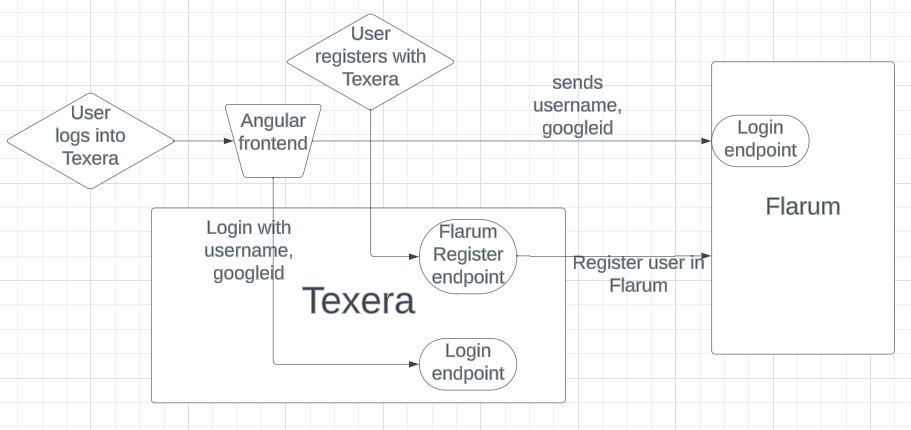 User
registers with
Texera
User
logs into
Texera
Angular
frontend
sends
username,
googleid
Login
endpoint
Flarum
Login with
username,
googleid
Flarum
Register
endpoint
Register user in
Flarum
Texera
Login
endpoint